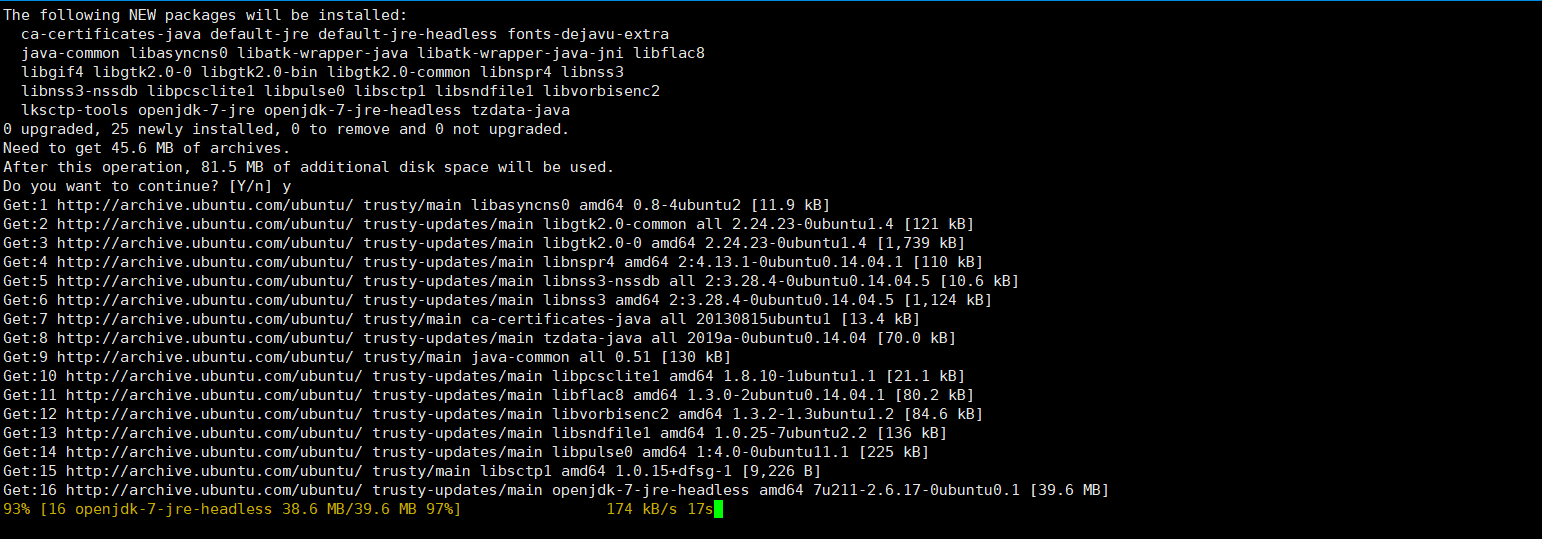 The following NEW packages will be installed:
  ca-certificates-java default-jre default-jre-headless fonts-dejavu-extra
  java-common libasyncns0 libatk-wrapper-java libatk-wrapper-java-jni libflac8
  libgif4 libgtk2.0-0 libgtk2.0-bin libgtk2.0-common libnspr4 libnss3
  libnss3-nssdb libpcsclite1 libpulse0 libsctp1 libsndfile1 libvorbisenc2
  lksctp-tools openjdk-7-jre openjdk-7-jre-headless tzdata-java
0 upgraded, 25 newly installed, 0 to remove and 0 not upgraded.
Need to get 45.6 MB of archives.
After this operation, 81.5 MB of additional disk space will be used.
Do you want to continue? [Y/n] y
Get:1 http://archive.ubuntu.com/ubuntu/ trusty/main libasyncns0 amd64 0.8-4ubuntu2 [11.9 kB]
Get:2 http://archive.ubuntu.com/ubuntu/ trusty-updates/main libgtk2.0-common all 2.24.23-0ubuntu1.4 [121 kB]
Get:3 http://archive.ubuntu.com/ubuntu/ trusty-updates/main libgtk2.0-0 amd64 2.24.23-0ubuntu1.4 [1,739 kB]
Get:4 http://archive.ubuntu.com/ubuntu/ trusty-updates/main libnspr4 amd64 2:4.13.1-0ubuntu0.14.04.1 [110 kB]
Get:5 http://archive.ubuntu.com/ubuntu/ trusty-updates/main libnss3-nssdb all 2:3.28.4-0ubuntu0.14.04.5 [10.6 kB]
Get:6 http://archive.ubuntu.com/ubuntu/ trusty-updates/main libnss3 amd64 2:3.28.4-0ubuntu0.14.04.5 [1,124 kB]
Get:7 http://archive.ubuntu.com/ubuntu/ trusty/main ca-certificates-java all 20130815ubuntu1 [13.4 kB]
Get:8 http://archive.ubuntu.com/ubuntu/ trusty-updates/main tzdata-java all 2019a-0ubuntu0.14.04 [70.0 kB]
Get:9 http://archive.ubuntu.com/ubuntu/ trusty/main java-common all 0.51 [130 kB]
Get:10 http://archive.ubuntu.com/ubuntu/ trusty-updates/main libpcsclite1 amd64 1.8.10-1ubuntu1.1 [21.1 kB]
Get:11 http://archive.ubuntu.com/ubuntu/ trusty-updates/main libflac8 amd64 1.3.0-2ubuntu0.14.04.1 [80.2 kB]
Get:12 http://archive.ubuntu.com/ubuntu/ trusty-updates/main libvorbisenc2 amd64 1.3.2-1.3ubuntu1.2 [84.6 kB]
Get:13 http://archive.ubuntu.com/ubuntu/ trusty-updates/main libsndfile1 amd64 1.0.25-7ubuntu2.2 [136 kB]
Get:14 http://archive.ubuntu.com/ubuntu/ trusty-updates/main libpulse0 amd64 1:4.0-0ubuntu11.1 [225 kB]
Get:15 http://archive.ubuntu.com/ubuntu/ trusty/main libsctp1 amd64 1.0.15+dfsg-1 [9,226 B]
Get:16 http://archive.ubuntu.com/ubuntu/ trusty-updates/main openjdk-7-jre-headless amd64 7u211-2.6.17-0ubuntu0.1 [39.6 MB]
93% [16 openjdk-7-jre-headless 38.6 MB/39.6 MB 97%]                174 kB/s 17s